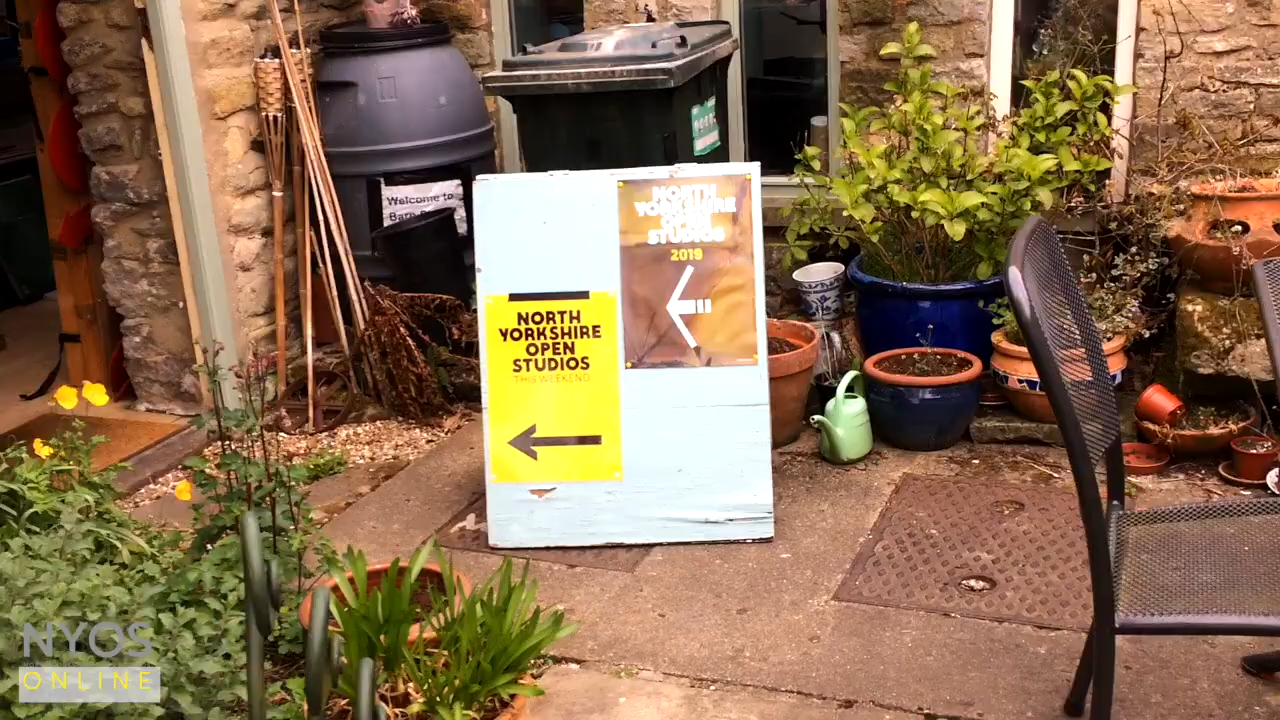 Welcome to
NORTH
YORKSHIRE
OPEN
STUDIOS
2019
NORTH
YORKSHIRE
OPEN
STUDIOS
THIS WEEKEND
NYOS
ONLINE